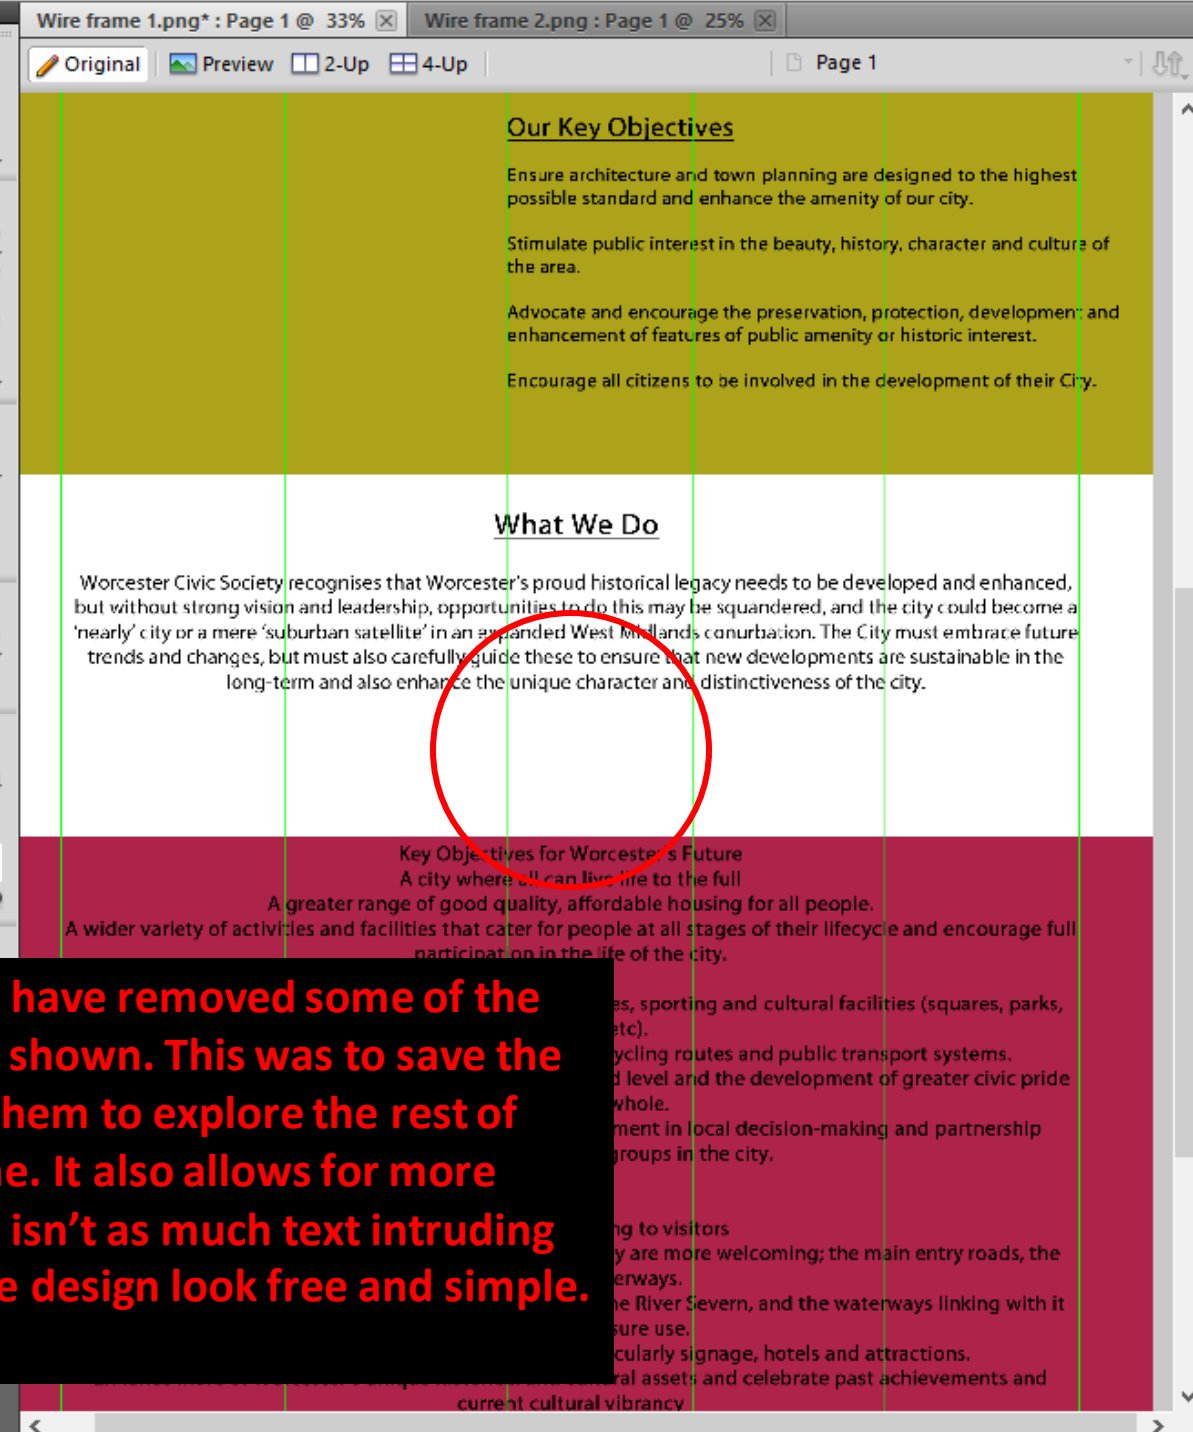 Wire frame 1.png* : Page 1 @ 33% Wire frame 2.png : Page 1 @ 25%
Original Preview 2-Up 4-Up Page 1
Our Key Objectives
Ensure architecture and town planning are designed to the highest
possible standard and enhance the amenity of our city.
Stimulate public interest in the beauty, history, character and culture of
the area.
Advocate and encourage the preservation, protection, development and
enhancement of features of public amenity or historic interest.
Encourage all citizens to be involved in the development of their City.
What We Do
Worcester Civic Society recognises that Worcester's proud historical legacy needs to be developed and enhanced,
but without strong vision and leadership, opportunities to do this may be squandered, and the city could become a
'nearly' city or a mere 'suburban satellite' in an expanded West Midlands conurbation. The City must embrace future
trends and changes, but must also carefully guide these to ensure that new developments are sustainable in the
long-term and also enhance the unique character and distinctiveness of the city.
Key Objectives for Worcester's Future
A city where all can live life to the full
A greater range of good quality, affordable housing for all people.
A wider variety of activities and facilities that cater for people at all stages of their lifecycle and encourage full
participation in the life of the city.
have removed some of the
shown. This was to save the
hem to explore the rest of
e. It also allows for more
isn't as much text intruding
e design look free and simple.
es, sporting and cultural facilities (squares, parks,
etc).
ycling routes and public transport systems.
d level and the development of greater civic pride
whole.
ment in local decision-making and partnership
groups in the city.
ng to visitors
y are more welcoming; the main entry roads, the
erways.
he River Severn, and the waterways linking with it
sure use.
cularly signage, hotels and attractions.
ral assets and celebrate past achievements and
current cultural vibrancy